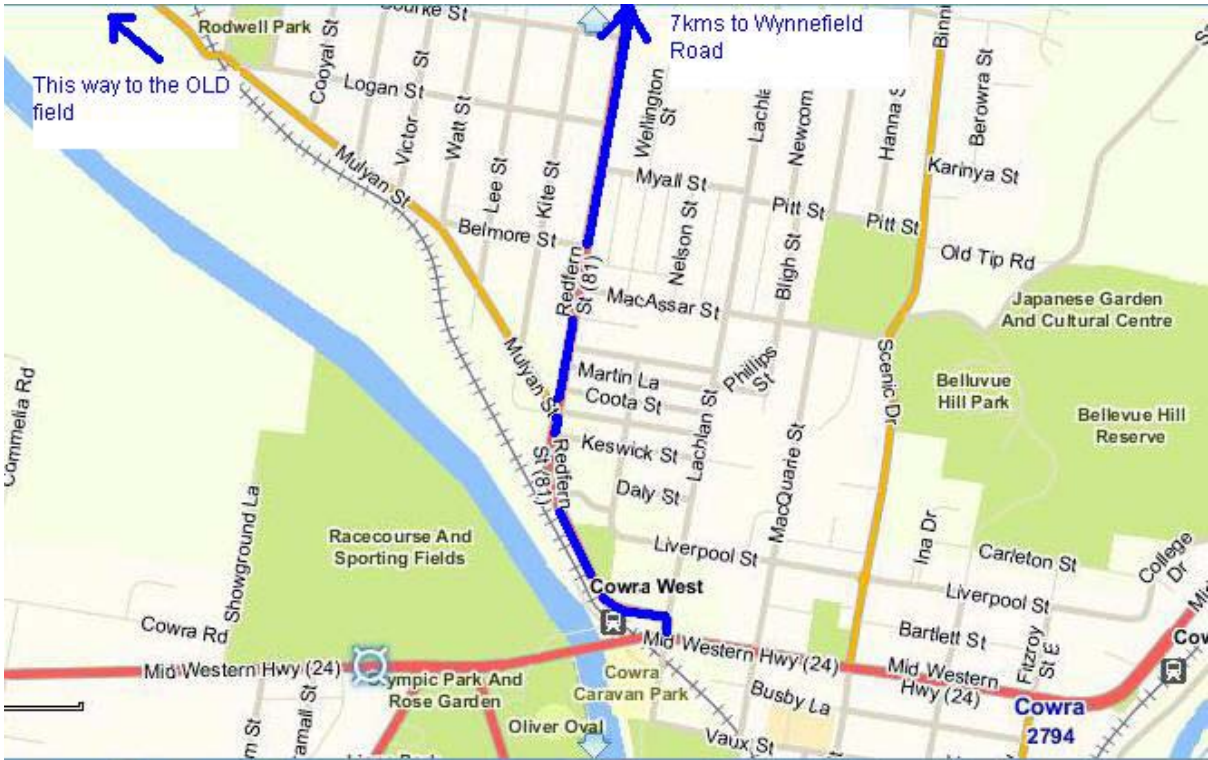 Rodwell Park
7kms to Wynnefield
Road
This way to the OLD
field
Cooyal St
Logan St
Victor St
Watt St
Lee St
Kite St
Wellington
St
Hanna S
Berowra St
Karinya St
Mulyan St
Belmore St
Myall St
Pitt St
Pitt St
Nelson St
Bligh St
Old Tip Rd
Redfern
St (81)
MacAssar St
Japanese Garden
And Cultural Centre
Mulyan St
Martin La
Coota St
Phillips
St
Scenic Dr
Belluvue
Hill Park
Bellevue Hill
Reserve
Commelia Rd
Redfern
St (81)
Keswick St
Lachlan St
Daly St
MacQuarie St
Showground La
Racecourse And
Sporting Fields
Liverpool St
Ina Dr
Carleton St
College
Dr
Cowra West
Liverpool St
Cowra Rd
Bartlett St
Fitzroy
St E
Mid Western Hwy (24)
Mid Western Hwy (24)
Mid Western
Hwy (24)
Olympic Park And
Rose Garden
Cowra
Caravan Park
Busby La
Cowra
2794
Oliver Oval
Vaux St